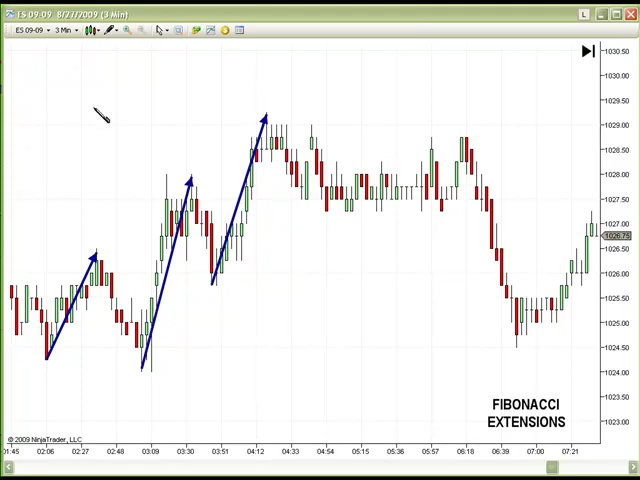 ES 09-09 8/27/2009 (3 Min)
L
ES 09-09 3 Min
1030.50
1030.00
1029.50
1029.00
1028.50
1028.00
1027.50
1027.00
1026.75
1026.50
1026.00
1025.50
1025.00
1024.50
1024.00
1023.50
1023.00
FIBONACCI
EXTENSIONS
© 2009 NinjaTrader, LLC
01:45 02:06 02:27 02:48 03:09 03:30 03:51 04:12 04:33 04:54 05:15 05:36 05:57 06:18 06:39 07:00 07:21